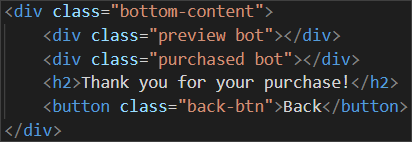 <div class="bottom-content">
<div class="preview bot"></div>
<div class="purchased bot"></div>
<h2>Thank you for your purchase!</h2>
<button class="back-btn">Back</button>
</div>